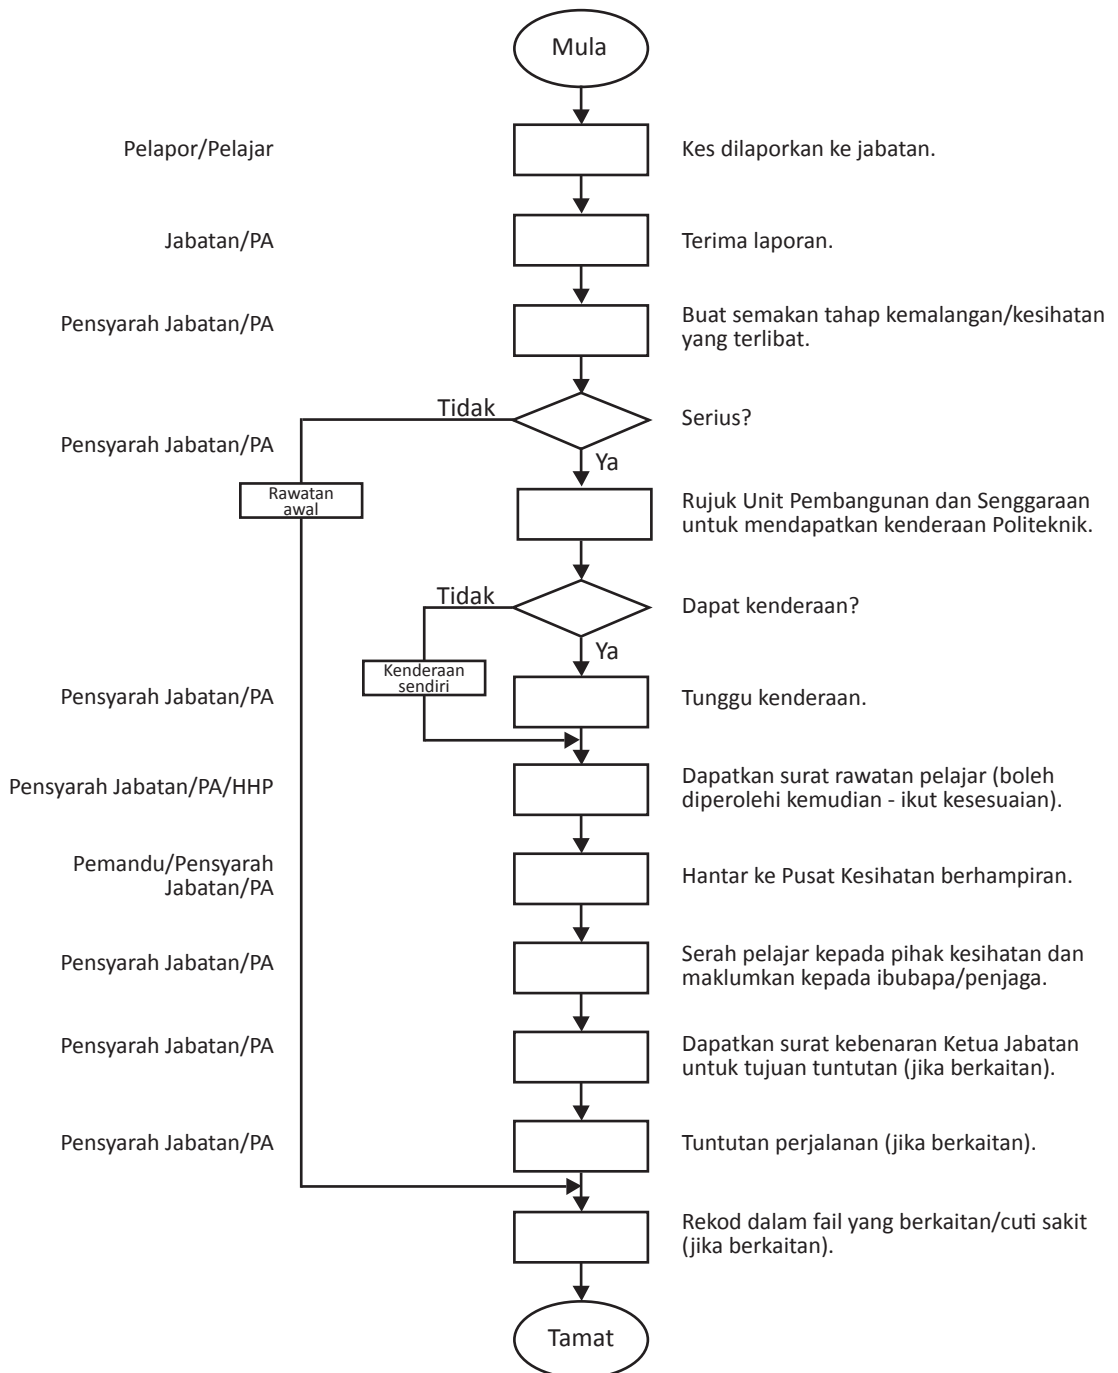 Mula
Pelapor/Pelajar
Kes dilaporkan ke jabatan.
Jabatan/PA
Terima laporan.
Pensyarah Jabatan/PA
Buat semakan tahap kemalangan/kesihatan
yang terlibat.
Tidak
Serius?
Pensyarah Jabatan/PA
Ya
Rawatan
awal
Rujuk Unit Pembangunan dan Senggaraan
untuk mendapatkan kenderaan Politeknik.
Tidak
Dapat kenderaan?
Ya
Kenderaan
sendiri
Pensyarah Jabatan/PA
Tunggu kenderaan.
Pensyarah Jabatan/PA/HHP
Dapatkan surat rawatan pelajar (boleh
diperolehi kemudian - ikut kesesuaian).
Pemandu/Pensyarah
Jabatan/PA
Hantar ke Pusat Kesihatan berhampiran.
Pensyarah Jabatan/PA
Serah pelajar kepada pihak kesihatan dan
maklumkan kepada ibubapa/penjaga.
Pensyarah Jabatan/PA
Dapatkan surat kebenaran Ketua Jabatan
untuk tujuan tuntutan (jika berkaitan).
Pensyarah Jabatan/PA
Tuntutan perjalanan (jika berkaitan).
Rekod dalam fail yang berkaitan/cuti sakit
(jika berkaitan).
Tamat